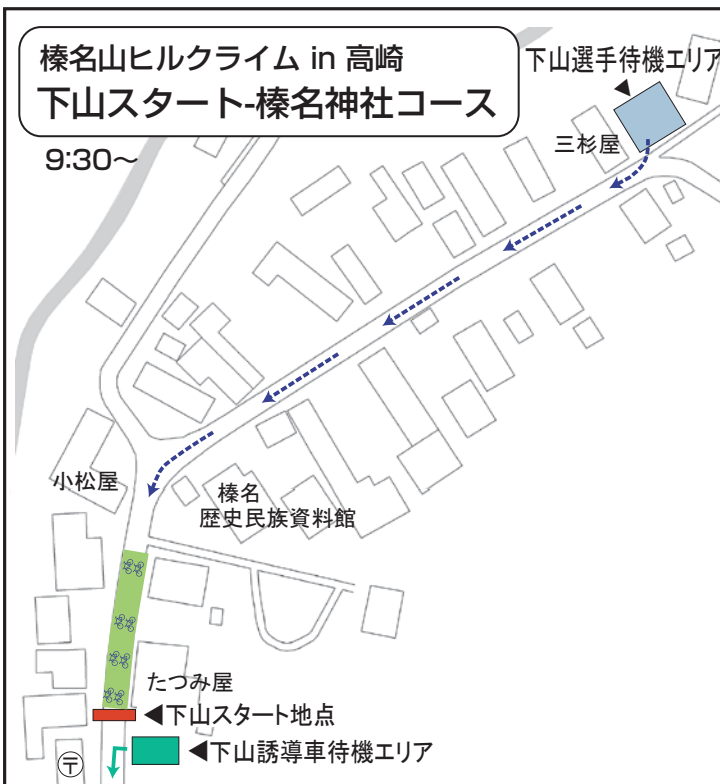 榛名山ヒルクライム in 高崎
下山スタート-榛名神社コース
9:30～
下山選手待機エリア
三杉屋
小松屋
榛名
歴史民族資料館
たつみ屋
◀下山スタート地点
◀下山誘導車待機エリア
〒